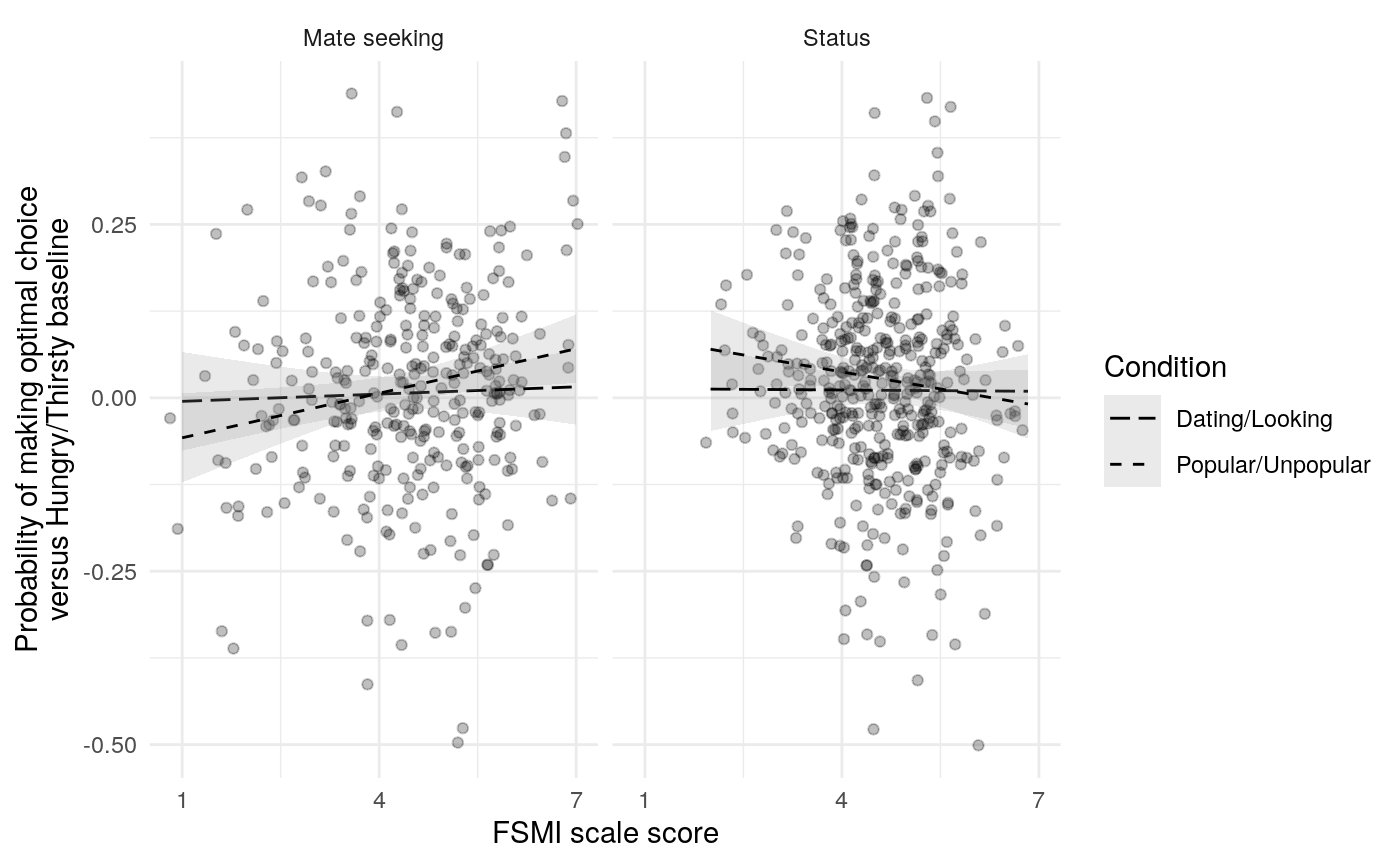 Mate seeking
Status
Probability of making optimal choice
versus Hungry/Thirsty baseline
0.25
0.00
-0.25
-0.50
1
4
7
1
4
7
FSMI scale score
Condition
Dating/Looking
Popular/Unpopular